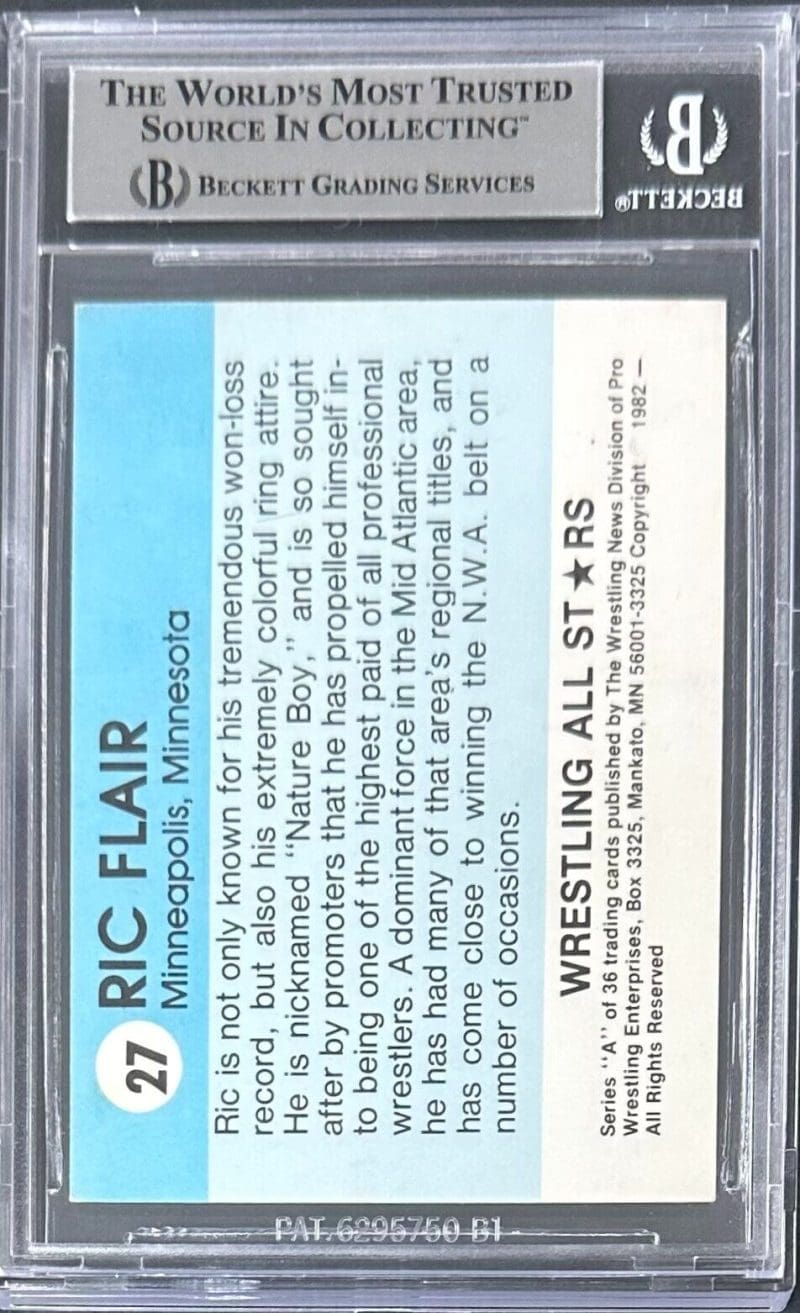 THE WORLD'S MOST TRUSTED
SOURCE IN COLLECTING™
(B) BECKETT GRADING SERVICES
B
BECKETT®
27 RIC FLAIR
Minneapolis, Minnesota
Ric is not only known for his tremendous won-loss
record, but also his extremely colorful ring attire.
He is nicknamed "Nature Boy," and is so sought
after by promoters that he has propelled himself in-
to being one of the highest paid of all professional
wrestlers. A dominant force in the Mid Atlantic area,
he has had many of that area's regional titles, and
has come close to winning the N.W.A. belt on a
number of occasions.
WRESTLING ALL ST★RS
Series "A" of 36 trading cards published by The Wrestling News Division of Pro
Wrestling Enterprises, Box 3325, Mankato, MN 56001-3325 Copyright 1982 —
All Rights Reserved
PAT. 6295750 B1